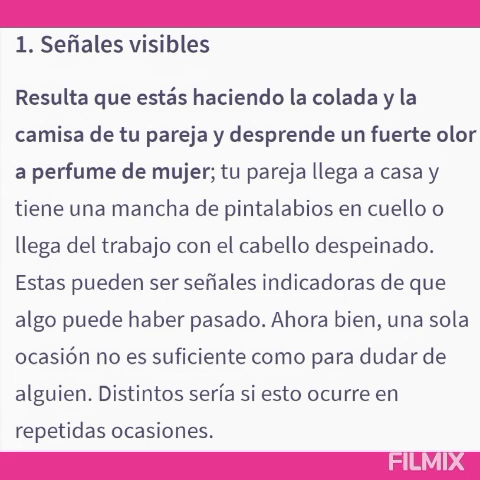 1. Señales visibles
Resulta que estás haciendo la colada y la
camisa de tu pareja y desprende un fuerte olor
a perfume de mujer; tu pareja llega a casa y
tiene una mancha de pintalabios en cuello o
llega del trabajo con el cabello despeinado.
Estas pueden ser señales indicadoras de que
algo puede haber pasado. Ahora bien, una sola
ocasión no es suficiente como para dudar de
alguien. Distintos sería si esto ocurre en
repetidas ocasiones.
FILMIX